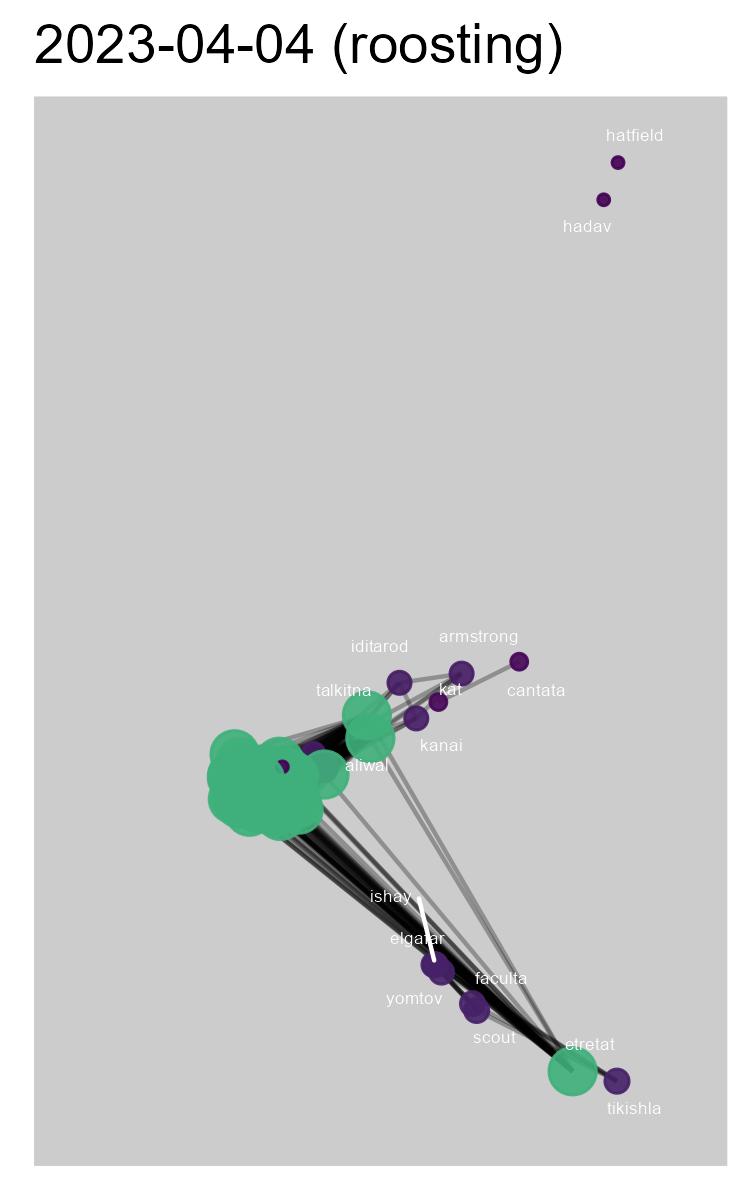 2023-04-04 (roosting)
hatfield
hadav
armstrong
iditarod
talkitna
kat
cantata
kanai
aliwal
ishay
elgafar
faculta
yomtov
scout
etretat
tikishla